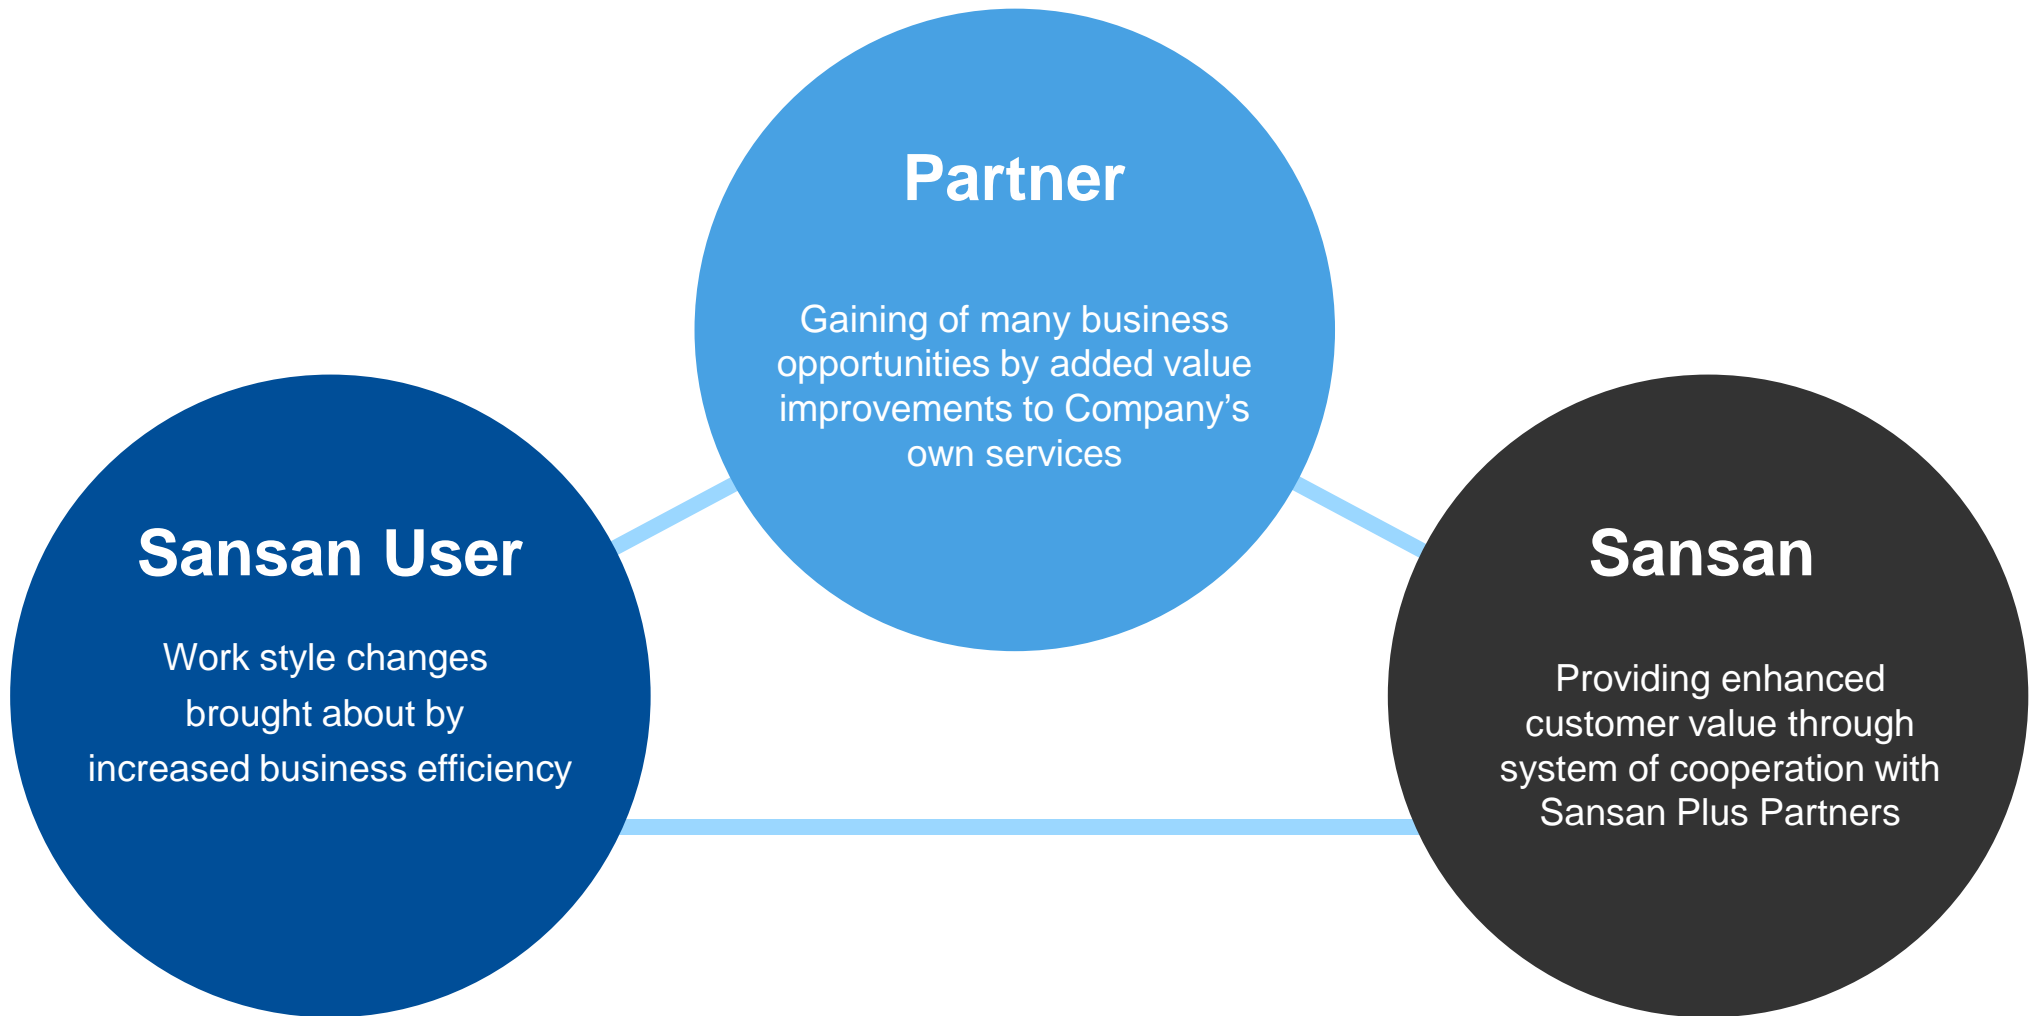 Partner
Gaining of many business
opportunities by added value
improvements to Company’s
own services
Sansan User
Work style changes
brought about by
increased business efficiency
Sansan
Providing enhanced
customer value through
system of cooperation with
Sansan Plus Partners